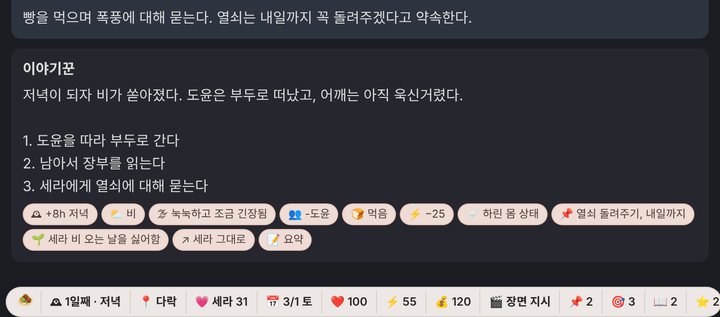 빵을 먹으며 폭풍에 대해 묻는다. 열쇠는 내일까지 꼭 돌려주겠다고 약속한다.
이야기꾼
저녁이 되자 비가 쏟아졌다. 도윤은 부두로 떠났고, 어깨는 아직 욱신거렸다.
1. 도윤을 따라 부두로 간다
2. 남아서 장부를 읽는다
3. 세라에게 열쇠에 대해 묻는다
🕰 +8h 저녁 ⛅ 비 🌫 눅눅하고 조금 긴장됨 👥 -도윤 🍞 먹음 ⚡ −25 🤍 하린 몸 상태 📌 열쇠 돌려주기, 내일까지
🌱 세라 비 오는 날을 싫어함 ↗ 세라 그대로 📝 요약
🕰 1일째 · 저녁 📍 다락 💗 세라 31 📅 3/1 토 ❤️ 100 ⚡ 55 💰 120 🎬 장면 지시 📌 2 🎯 3 📖 2 ⭐ 2